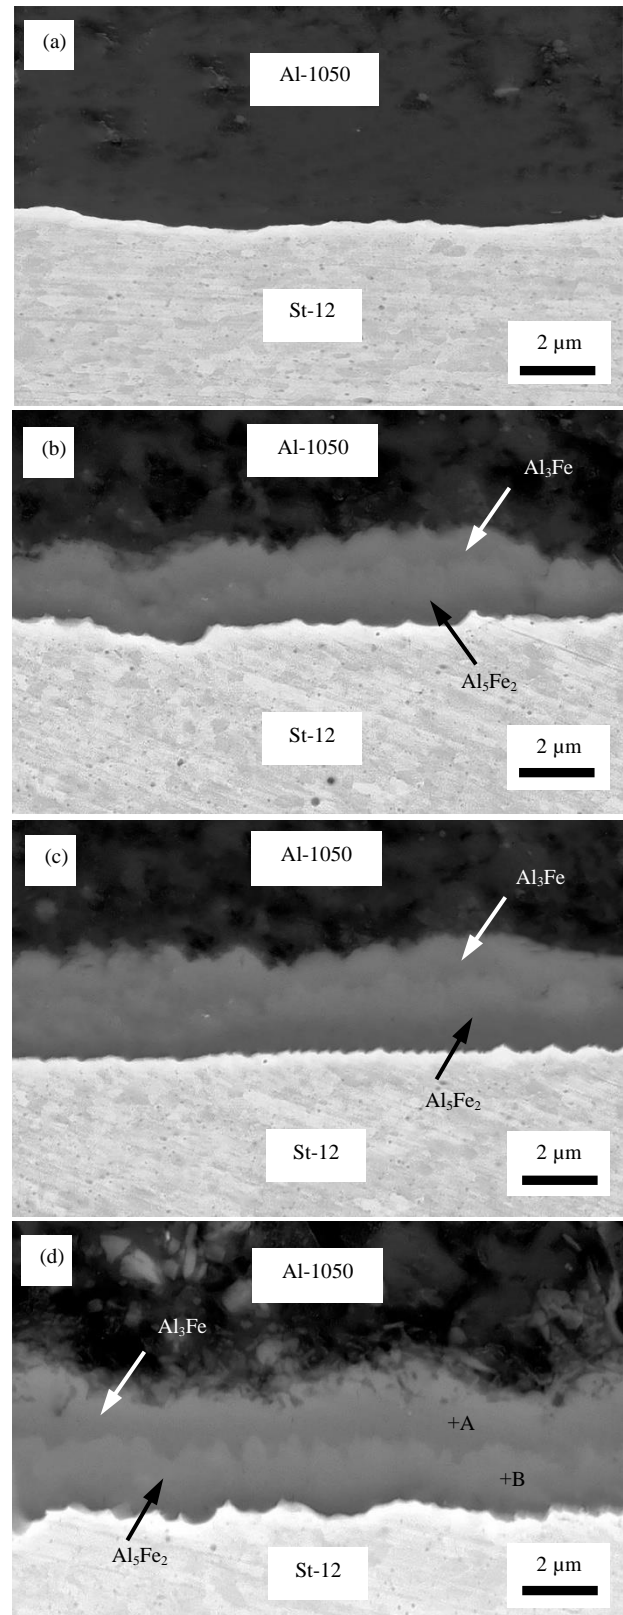 (a)
Al-1050
St-12
2 µm
(b)
Al-1050
Al₃Fe
Al₅Fe₂
St-12
2 µm
(c)
Al-1050
Al₃Fe
Al₅Fe₂
St-12
2 µm
(d)
Al-1050
Al₃Fe
+A
+B
Al₅Fe₂
St-12
2 µm